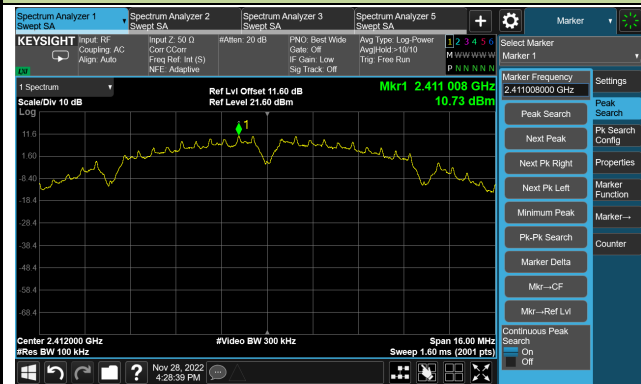 Spectrum Analyzer 1
Swept SA
Spectrum Analyzer 2
Swept SA
Spectrum Analyzer 3
Swept SA
Spectrum Analyzer 5
Swept SA
+
Marker
KEYSIGHT
Input: RF
Coupling: AC
Align: Auto
Input Z: 50 Ω
Corr CCorr
Freq Ref: Int (S)
NFE: Adaptive
#Atten: 20 dB
PNO: Best Wide
Gate: Off
IF Gain: Low
Sig Track: Off
Avg Type: Log-Power
Avg|Hold:>10/10
Trig: Free Run
1 2 3 4 5 6
M W W W W W
P N N N N N
Select Marker
Marker 1
1 Spectrum
Scale/Div 10 dB
Log
Ref Lvl Offset 11.60 dB
Ref Level 21.60 dBm
Mkr1 2.411 008 GHz
10.73 dBm
1
11.6
1.60
-8.40
-18.4
-28.4
-38.4
-48.4
-58.4
-68.4
Center 2.412000 GHz
#Res BW 100 kHz
#Video BW 300 kHz
Span 16.00 MHz
Sweep 1.60 ms (2001 pts)
Marker Frequency
2.411008000 GHz
Peak Search
Next Peak
Next Pk Right
Next Pk Left
Minimum Peak
Pk-Pk Search
Marker Delta
Mkr→CF
Mkr→Ref Lvl
Continuous Peak
Search
On
Off
Settings
Peak
Search
Pk Search
Config
Properties
Marker
Function
Marker→
Counter
?
Nov 28, 2022
4:28:39 PM